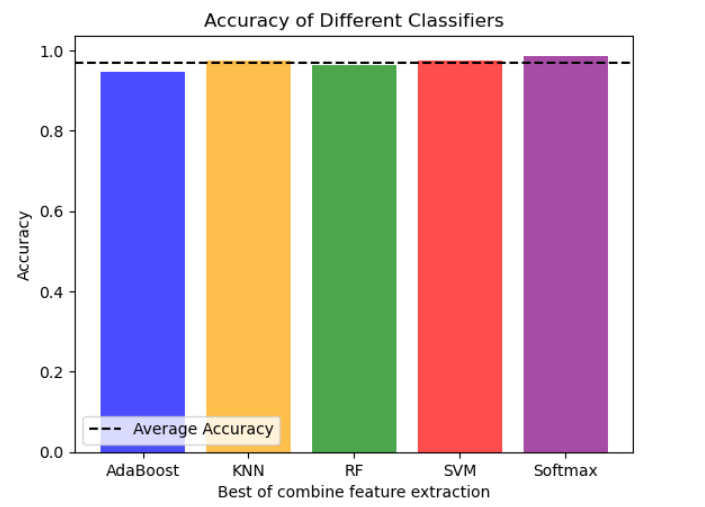 Accuracy of Different Classifiers
1.0
0.8
0.6
0.4
0.2
0.0
Accuracy
Average Accuracy
AdaBoost KNN RF SVM Softmax
Best of combine feature extraction